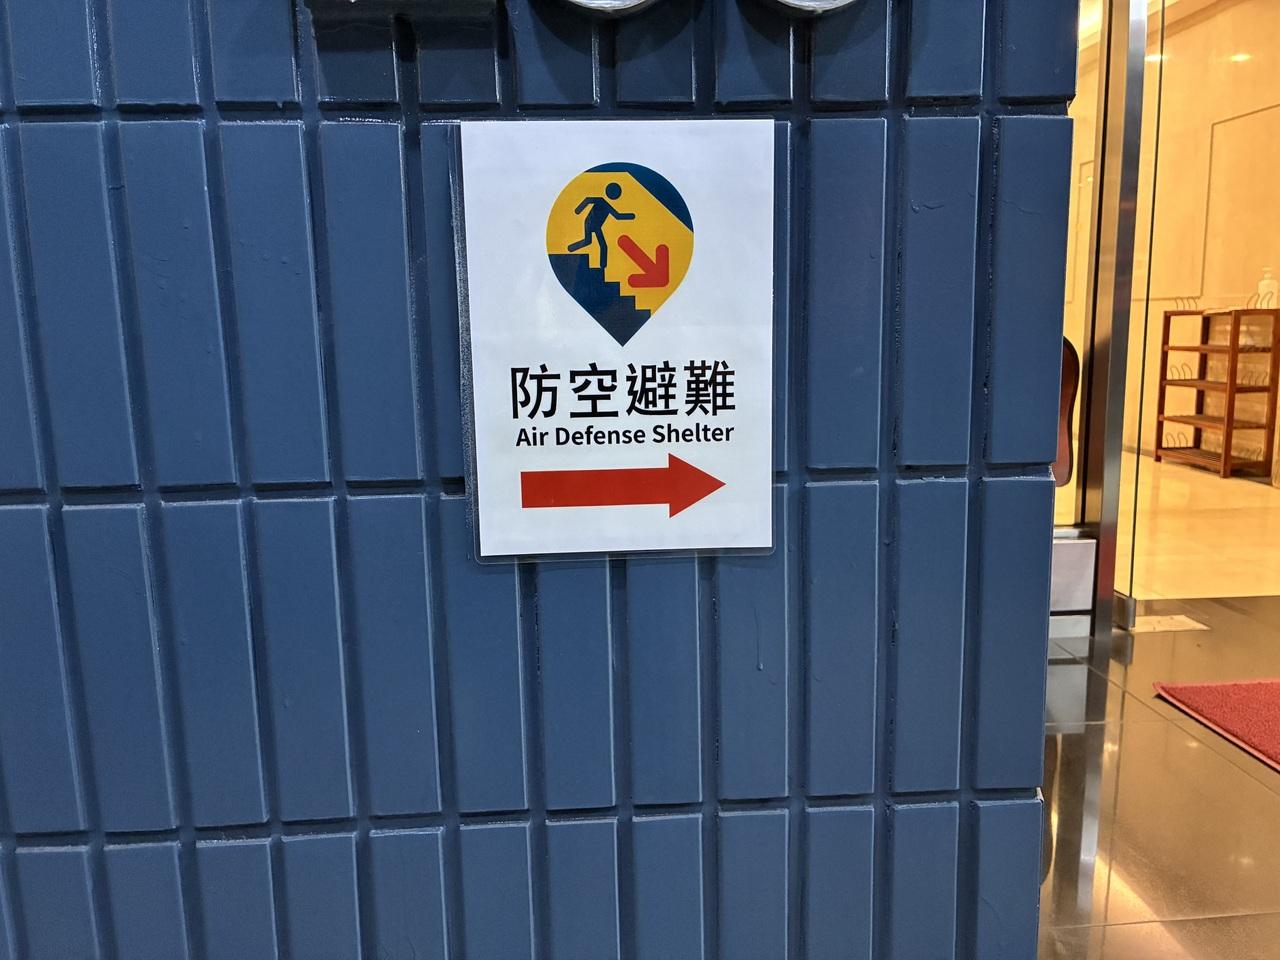 防空避難
Air Defense Shelter